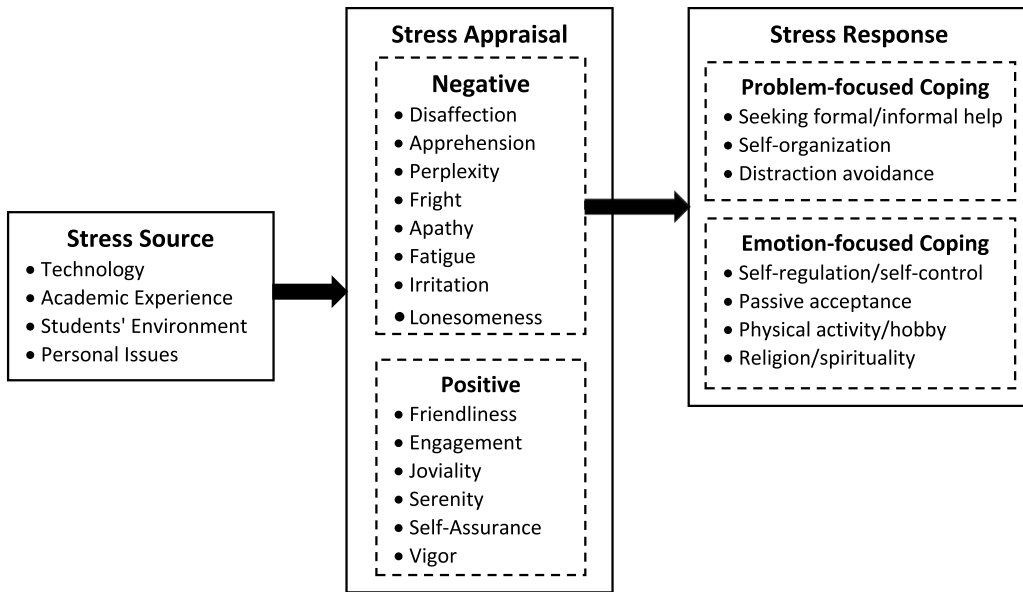 Stress Source
• Technology
• Academic Experience
• Students' Environment
• Personal Issues
Stress Appraisal
Negative
• Disaffection
• Apprehension
• Perplexity
• Fright
• Apathy
• Fatigue
• Irritation
• Lonesomeness
Positive
• Friendliness
• Engagement
• Joviality
• Serenity
• Self-Assurance
• Vigor
Stress Response
Problem-focused Coping
• Seeking formal/informal help
• Self-organization
• Distraction avoidance
Emotion-focused Coping
• Self-regulation/self-control
• Passive acceptance
• Physical activity/hobby
• Religion/spirituality